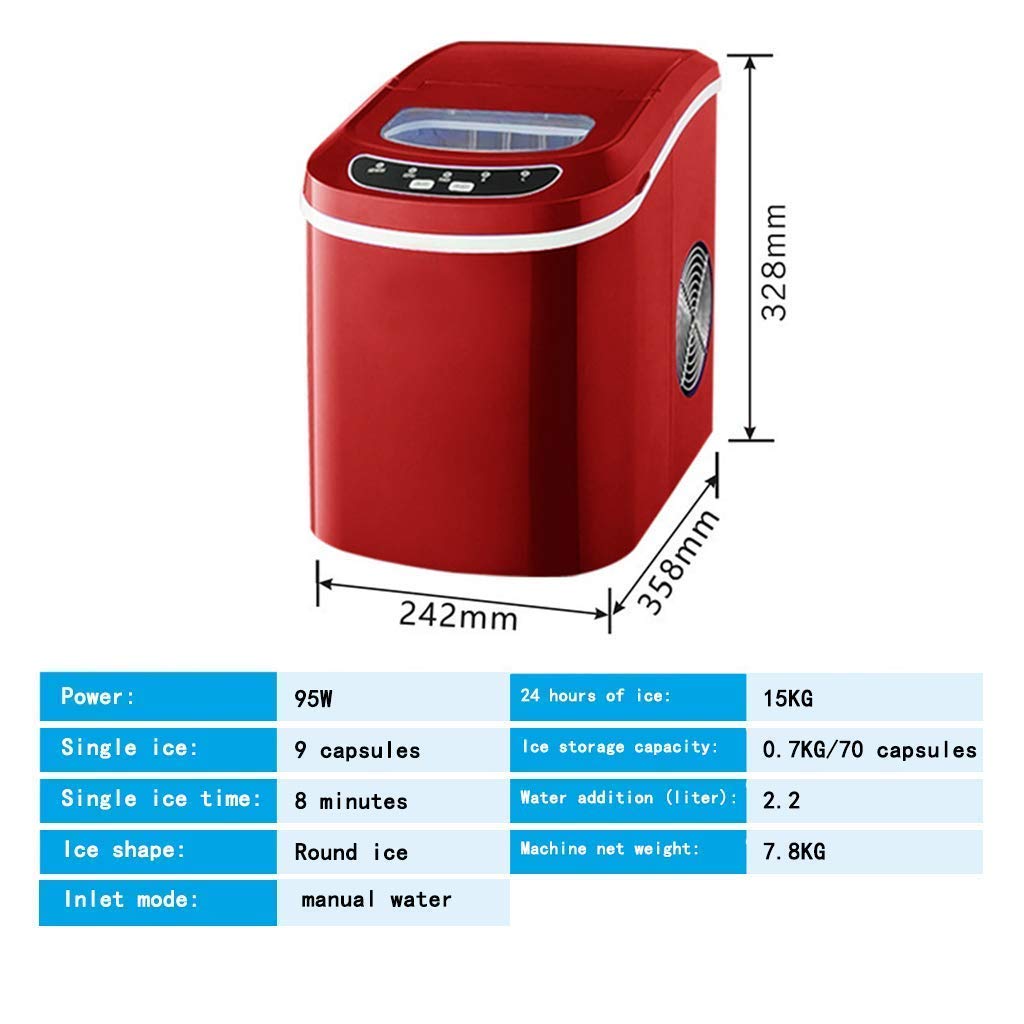 328mm
358mm
242mm
Power: 95W 24 hours of ice: 15KG
Single ice: 9 capsules Ice storage capacity: 0.7KG/70 capsules
Single ice time: 8 minutes Water addition (liter): 2.2
Ice shape: Round ice Machine net weight: 7.8KG
Inlet mode: manual water